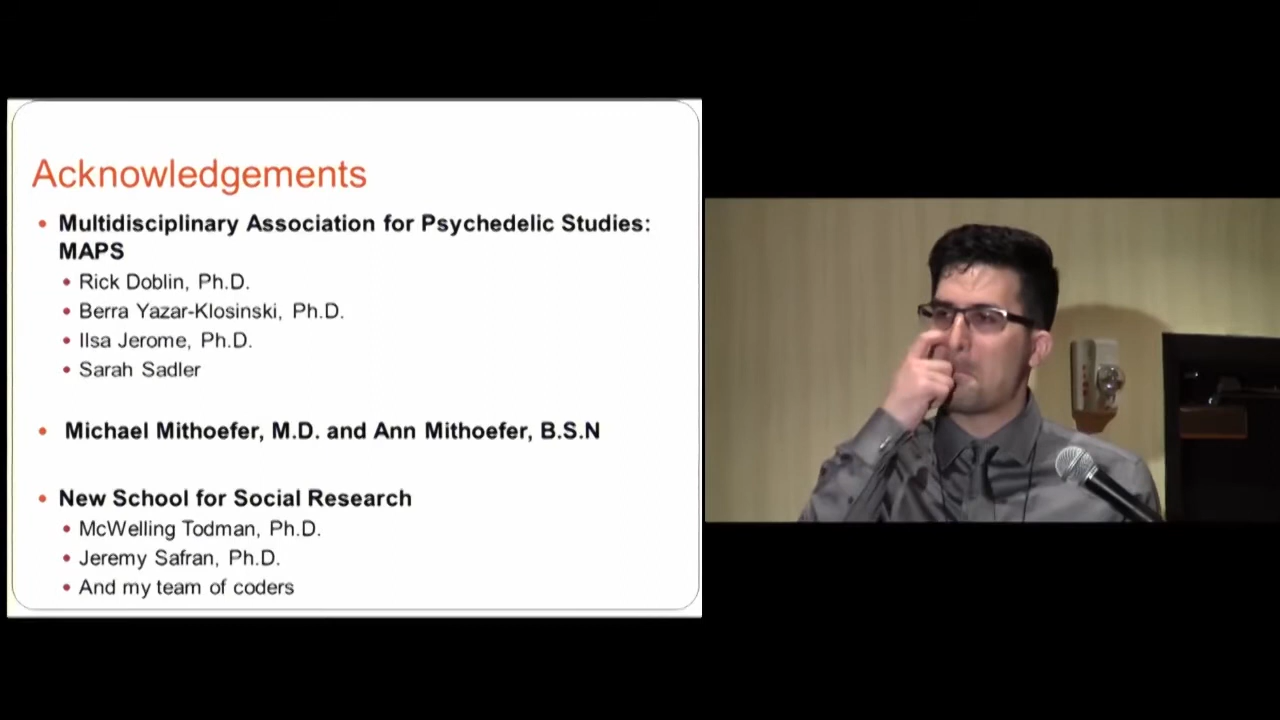 Acknowledgements
• Multidisciplinary Association for Psychedelic Studies:
MAPS
• Rick Doblin, Ph.D.
• Berra Yazar-Klosinski, Ph.D.
• Ilsa Jerome, Ph.D.
• Sarah Sadler
• Michael Mithoefer, M.D. and Ann Mithoefer, B.S.N
• New School for Social Research
• McWelling Todman, Ph.D.
• Jeremy Safran, Ph.D.
• And my team of coders